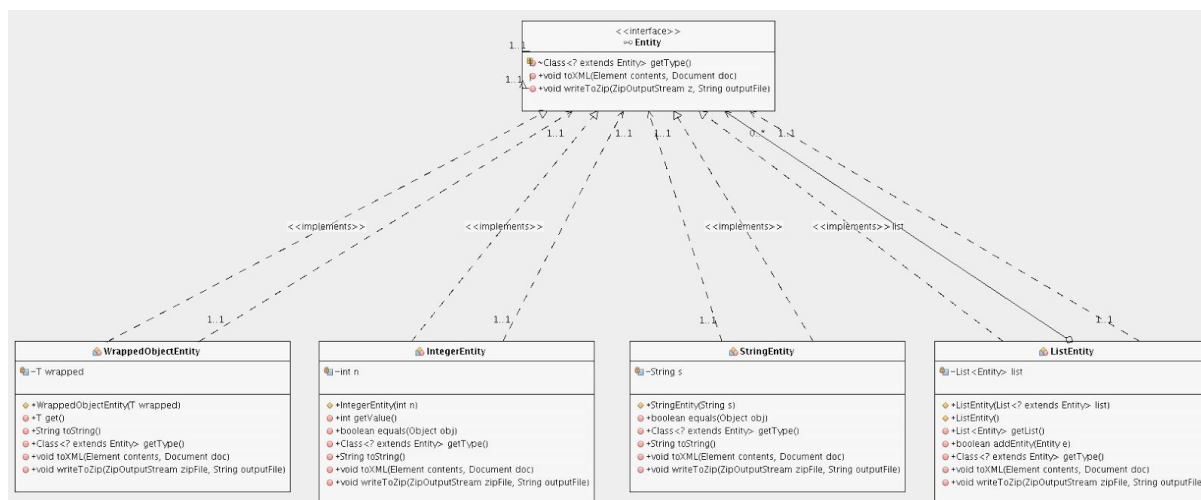 <<interface>>
Entity
1..1
~Class<? extends Entity> getType()
+void toXML(Element contents, Document doc)
1..1
+void writeToZip(ZipOutputStream z, String outputFile)
1..1
1..1
1..1
0..*
1..1
<<implements>>
<<implements>>
<<implements>>
<<implements>>
list
1..1
1..1
1..1
1..1
WrappedObjectEntity
-T wrapped
+WrappedObjectEntity(T wrapped)
+T get()
+String toString()
+Class<? extends Entity> getType()
+void toXML(Element contents, Document doc)
+void writeToZip(ZipOutputStream zipFile, String outputFile)
IntegerEntity
-int n
+IntegerEntity(int n)
+int getValue()
+boolean equals(Object obj)
+Class<? extends Entity> getType()
+String toString()
+void toXML(Element contents, Document doc)
+void writeToZip(ZipOutputStream zipFile, String outputFile)
StringEntity
-String s
+StringEntity(String s)
+boolean equals(Object obj)
+Class<? extends Entity> getType()
+String toString()
+void toXML(Element contents, Document doc)
+void writeToZip(ZipOutputStream zipFile, String outputFile)
ListEntity
-List<Entity> list
+ListEntity(List<? extends Entity> list)
+ListEntity()
+List<Entity> getList()
+boolean addEntity(Entity e)
+Class<? extends Entity> getType()
+void toXML(Element contents, Document doc)
+void writeToZip(ZipOutputStream zipFile, String outputFile)